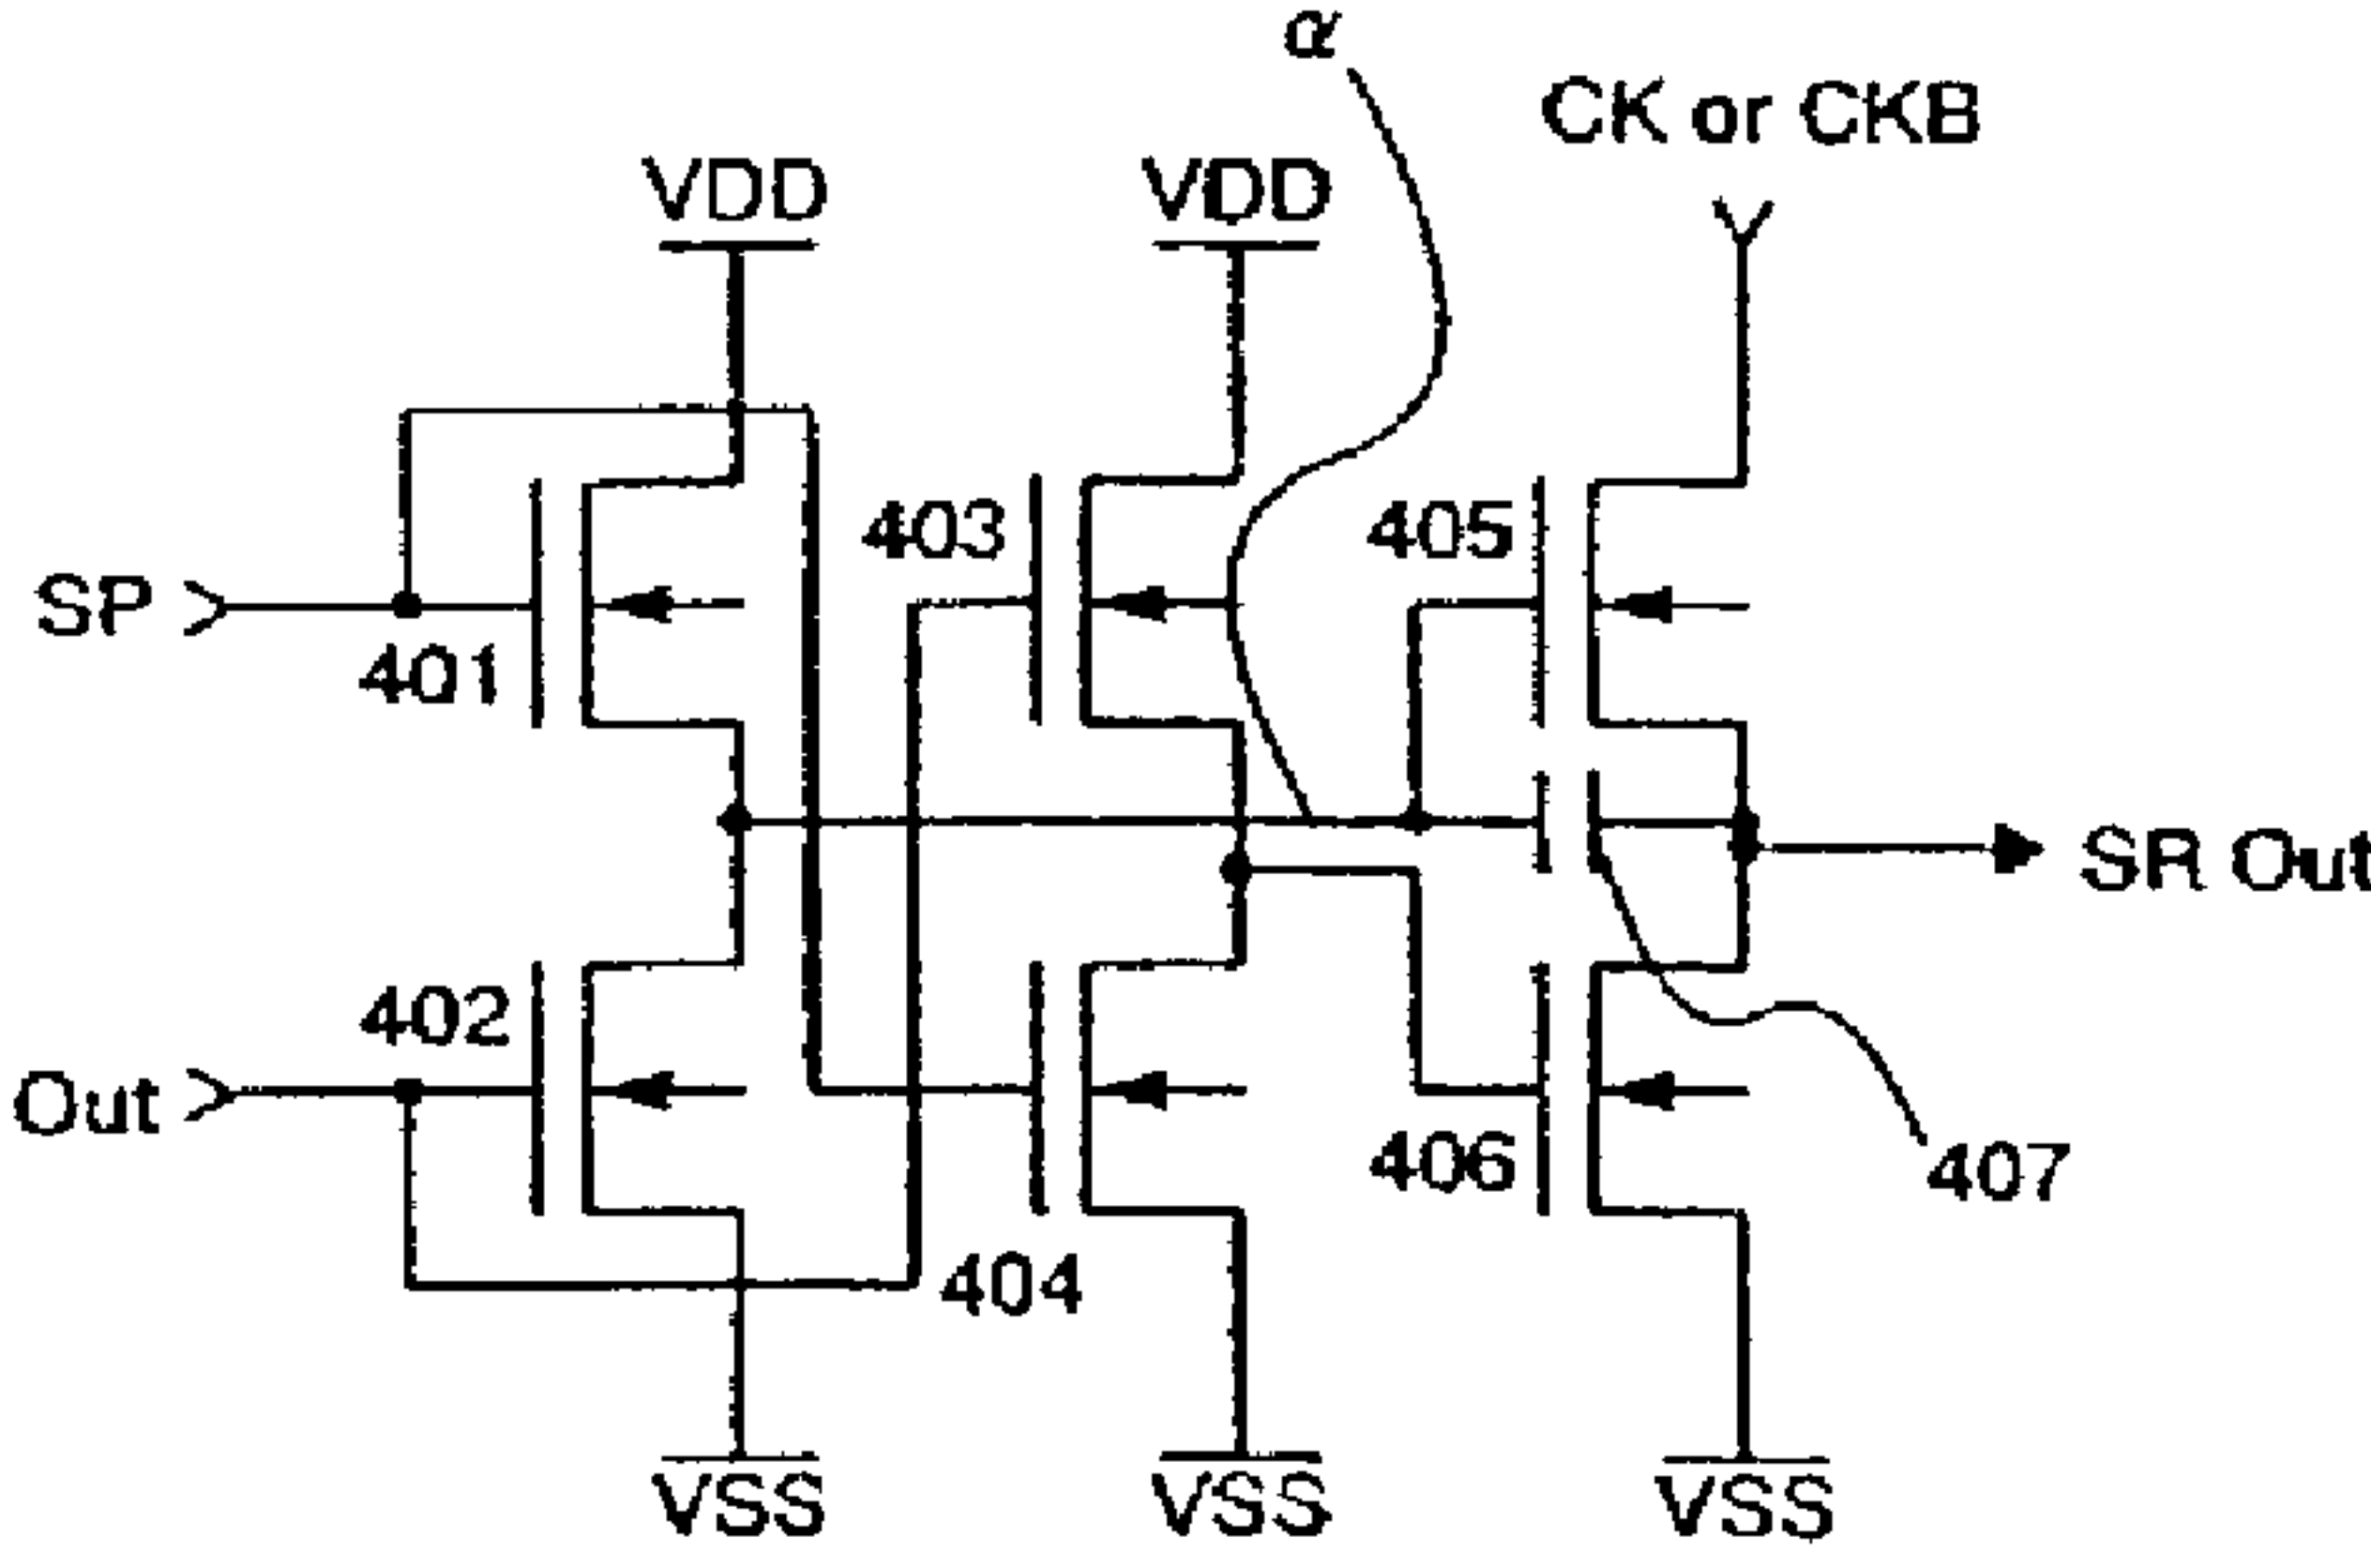 α
CK or CKB
VDD
VDD
403
405
SP
401
SR Out
402
Out
406
407
404
VSS
VSS
VSS